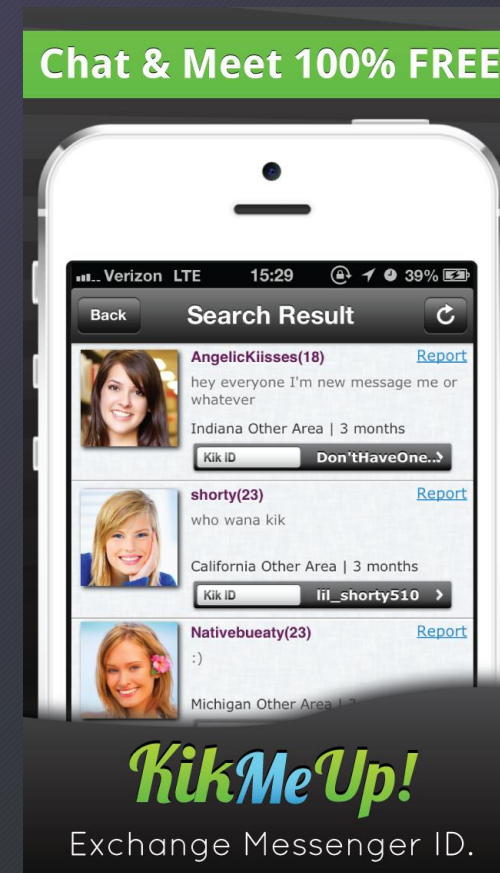 Chat & Meet 100% FREE
Verizon LTE 15:29 39%
Back Search Result
AngelicKiisses(18) Report
hey everyone I'm new message me or
whatever
Indiana Other Area | 3 months
Kik ID Don'tHaveOne..
shorty(23) Report
who wana kik
California Other Area | 3 months
Kik ID lil_shorty510
Nativebueaty(23) Report
:)
Michigan Other Area |
KikMeUp!
Exchange Messenger ID.